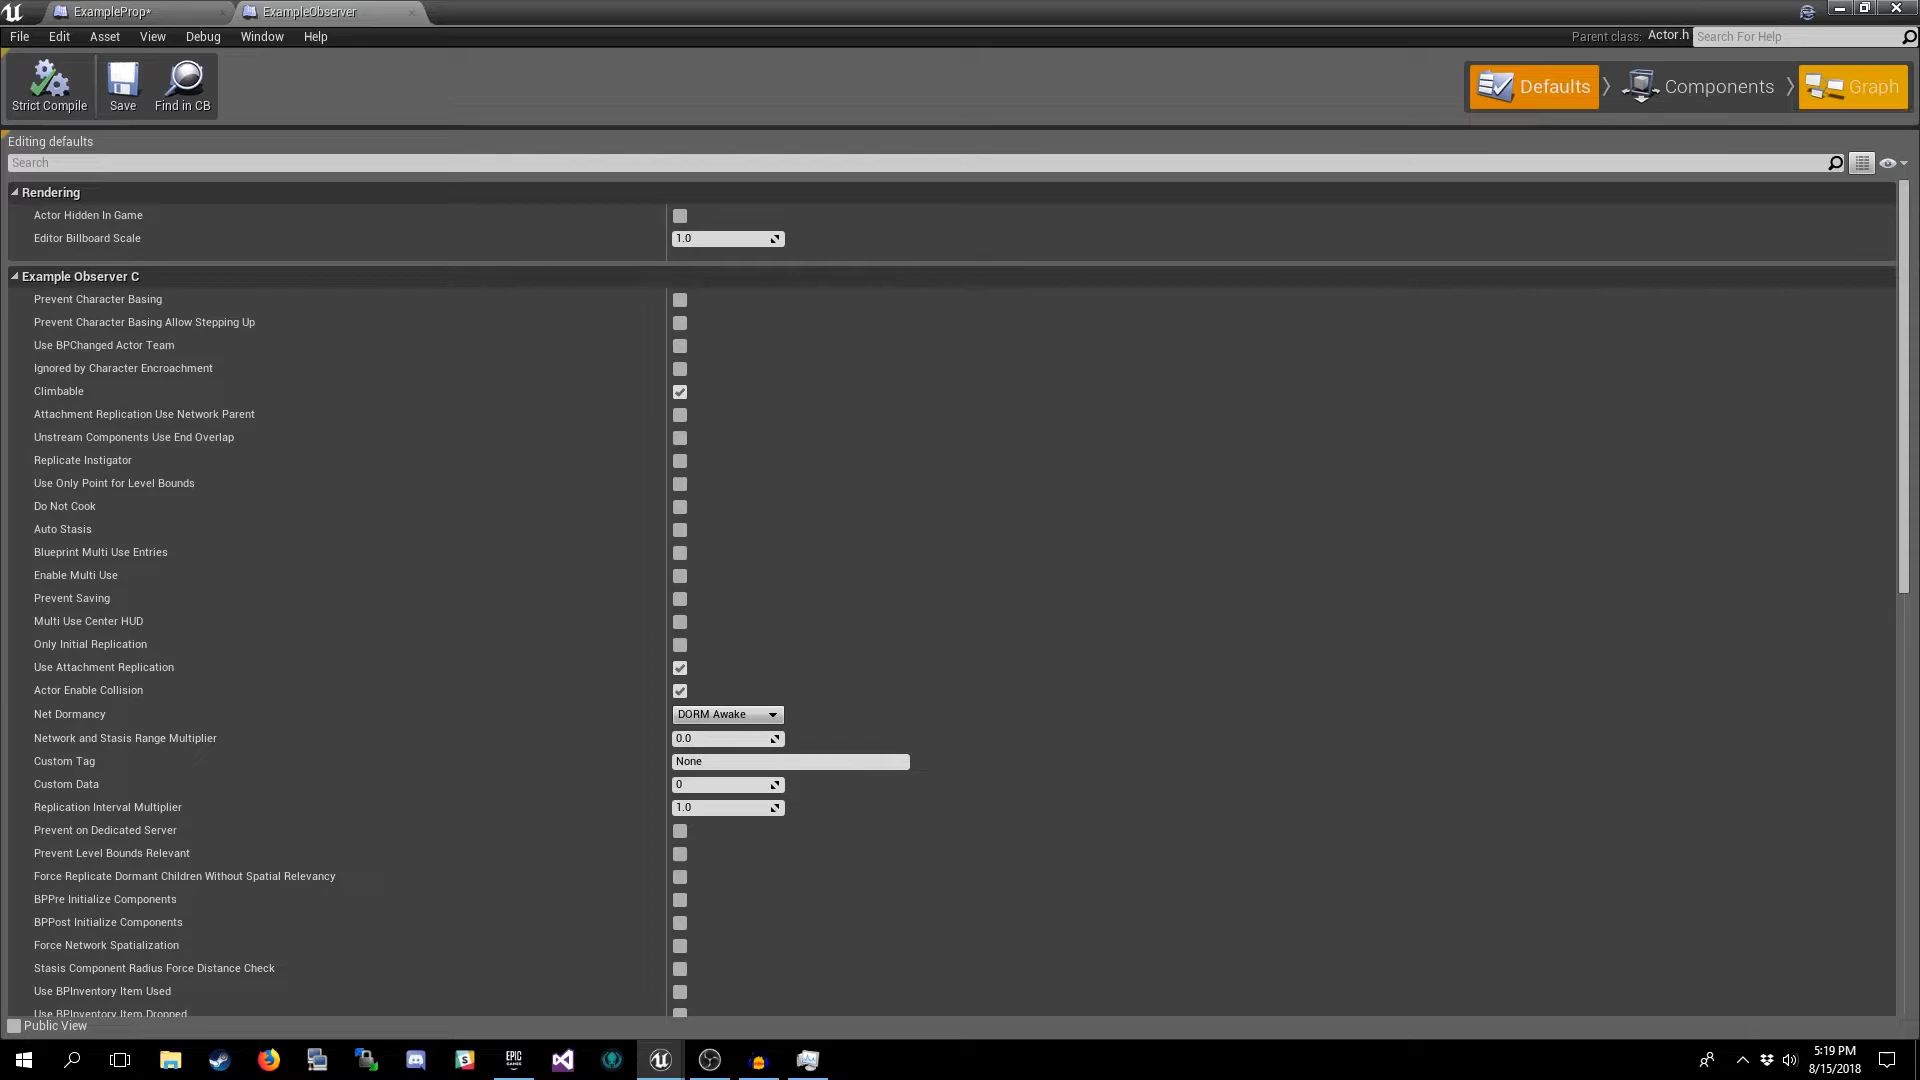 ExampleProp*
ExampleObserver
File Edit Asset View Debug Window Help
Parent class: Actor.h Search For Help
Strict Compile Save Find in CB
Defaults Components Graph
Editing defaults
Search
Rendering
Actor Hidden In Game
Editor Billboard Scale 1.0
Example Observer C
Prevent Character Basing
Prevent Character Basing Allow Stepping Up
Use BPChanged Actor Team
Ignored by Character Encroachment
Climbable
Attachment Replication Use Network Parent
Unstream Components Use End Overlap
Replicate Instigator
Use Only Point for Level Bounds
Do Not Cook
Auto Stasis
Blueprint Multi Use Entries
Enable Multi Use
Prevent Saving
Multi Use Center HUD
Only Initial Replication
Use Attachment Replication
Actor Enable Collision
Net Dormancy DORM Awake
Network and Stasis Range Multiplier 0.0
Custom Tag None
Custom Data 0
Replication Interval Multiplier 1.0
Prevent on Dedicated Server
Prevent Level Bounds Relevant
Force Replicate Dormant Children Without Spatial Relevancy
BPPre Initialize Components
BPPost Initialize Components
Force Network Spatialization
Stasis Component Radius Force Distance Check
Use BPInventory Item Used
Use BPInventory Item Dropped
Public View
EPIC GAMES
5:19 PM
8/15/2018